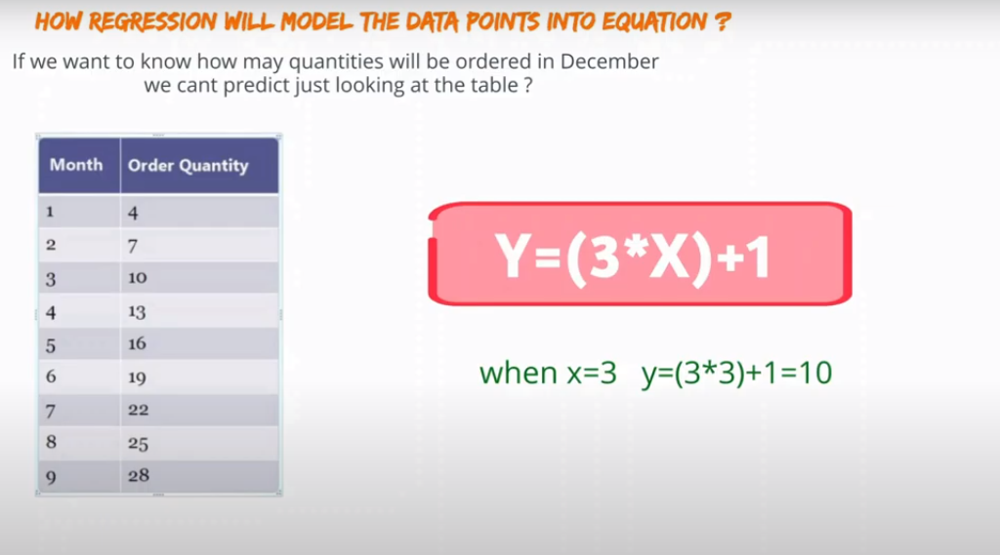 HOW REGRESSION WILL MODEL THE DATA POINTS INTO EQUATION ?
If we want to know how may quantities will be ordered in December
we cant predict just looking at the table ?
Month Order Quantity
1 4
2 7
3 10
4 13
5 16
6 19
7 22
8 25
9 28
Y=(3*X)+1
when x=3 y=(3*3)+1=10